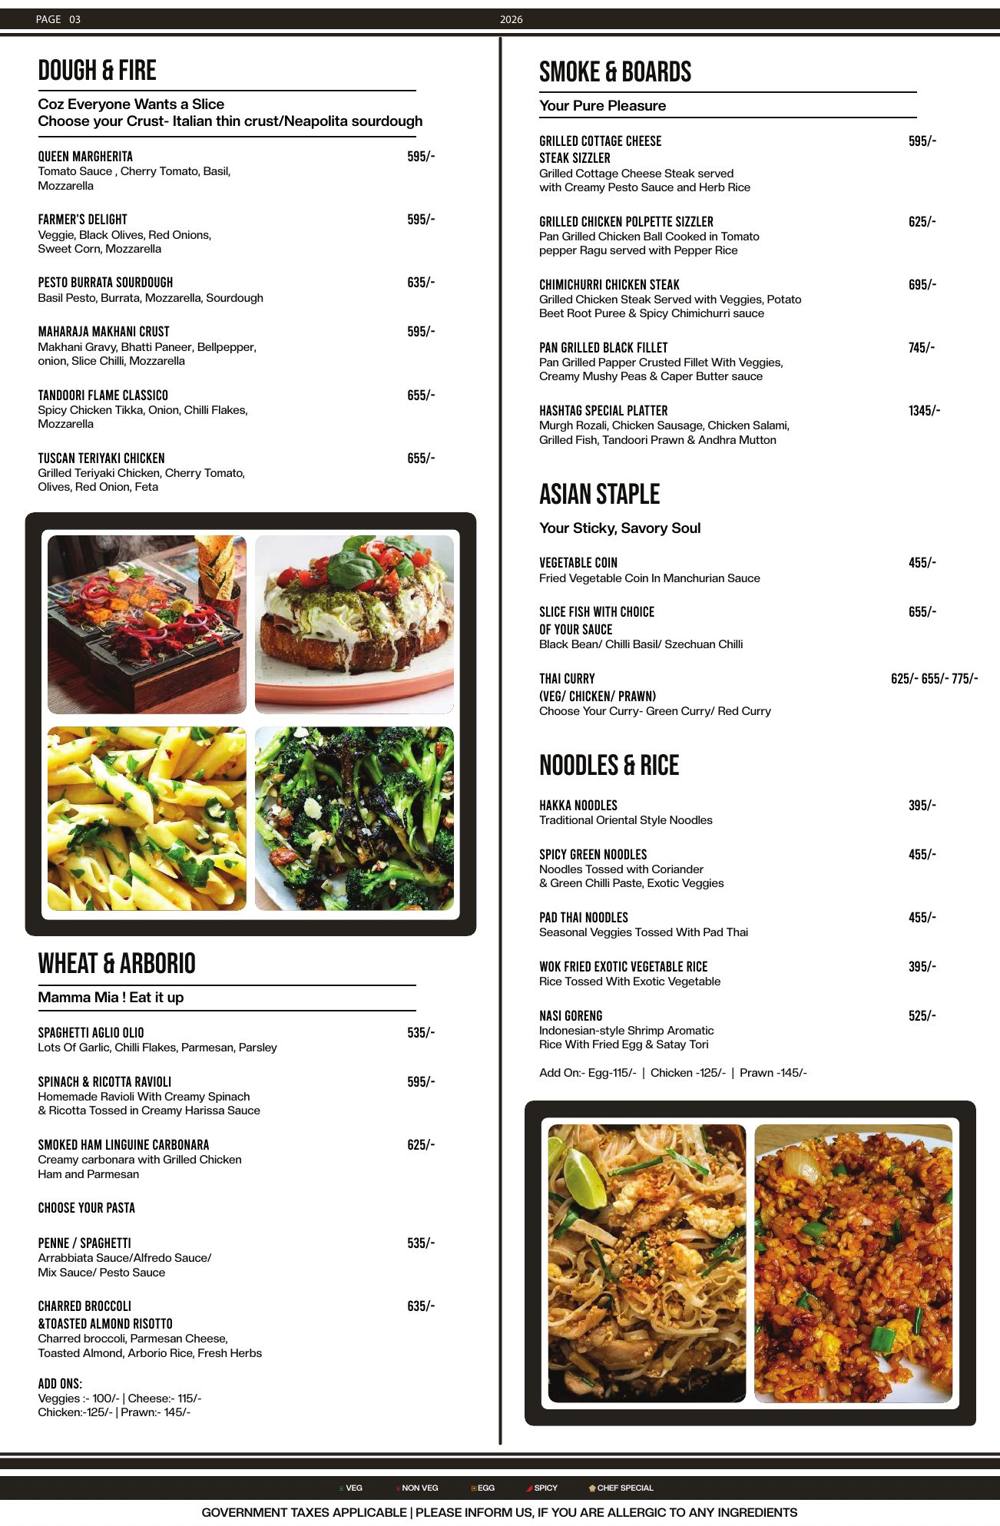 PAGE 03
2026
DOUGH & FIRE
Coz Everyone Wants a Slice
Choose your Crust- Italian thin crust/Neapolita sourdough
QUEEN MARGHERITA 595/-
Tomato Sauce , Cherry Tomato, Basil,
Mozzarella
FARMER'S DELIGHT 595/-
Veggie, Black Olives, Red Onions,
Sweet Corn, Mozzarella
PESTO BURRATA SOURDOUGH 635/-
Basil Pesto, Burrata, Mozzarella, Sourdough
MAHARAJA MAKHANI CRUST 595/-
Makhani Gravy, Bhatti Paneer, Bellpepper,
onion, Slice Chilli, Mozzarella
TANDOORI FLAME CLASSICO 655/-
Spicy Chicken Tikka, Onion, Chilli Flakes,
Mozzarella
TUSCAN TERIYAKI CHICKEN 655/-
Grilled Teriyaki Chicken, Cherry Tomato,
Olives, Red Onion, Feta
WHEAT & ARBORIO
Mamma Mia ! Eat it up
SPAGHETTI AGLIO OLIO 535/-
Lots Of Garlic, Chilli Flakes, Parmesan, Parsley
SPINACH & RICOTTA RAVIOLI 595/-
Homemade Ravioli With Creamy Spinach
& Ricotta Tossed in Creamy Harissa Sauce
SMOKED HAM LINGUINE CARBONARA 625/-
Creamy carbonara with Grilled Chicken
Ham and Parmesan
CHOOSE YOUR PASTA
PENNE / SPAGHETTI 535/-
Arrabbiata Sauce/Alfredo Sauce/
Mix Sauce/ Pesto Sauce
CHARRED BROCCOLI 635/-
&TOASTED ALMOND RISOTTO
Charred broccoli, Parmesan Cheese,
Toasted Almond, Arborio Rice, Fresh Herbs
ADD ONS:
Veggies :- 100/- | Cheese:- 115/-
Chicken:-125/- | Prawn:- 145/-
SMOKE & BOARDS
Your Pure Pleasure
GRILLED COTTAGE CHEESE 595/-
STEAK SIZZLER
Grilled Cottage Cheese Steak served
with Creamy Pesto Sauce and Herb Rice
GRILLED CHICKEN POLPETTE SIZZLER 625/-
Pan Grilled Chicken Ball Cooked in Tomato
pepper Ragu served with Pepper Rice
CHIMICHURRI CHICKEN STEAK 695/-
Grilled Chicken Steak Served with Veggies, Potato
Beet Root Puree & Spicy Chimichurri sauce
PAN GRILLED BLACK FILLET 745/-
Pan Grilled Papper Crusted Fillet With Veggies,
Creamy Mushy Peas & Caper Butter sauce
HASHTAG SPECIAL PLATTER 1345/-
Murgh Rozali, Chicken Sausage, Chicken Salami,
Grilled Fish, Tandoori Prawn & Andhra Mutton
ASIAN STAPLE
Your Sticky, Savory Soul
VEGETABLE COIN 455/-
Fried Vegetable Coin In Manchurian Sauce
SLICE FISH WITH CHOICE 655/-
OF YOUR SAUCE
Black Bean/ Chilli Basil/ Szechuan Chilli
THAI CURRY 625/- 655/- 775/-
(VEG/ CHICKEN/ PRAWN)
Choose Your Curry- Green Curry/ Red Curry
NOODLES & RICE
HAKKA NOODLES 395/-
Traditional Oriental Style Noodles
SPICY GREEN NOODLES 455/-
Noodles Tossed with Coriander
& Green Chilli Paste, Exotic Veggies
PAD THAI NOODLES 455/-
Seasonal Veggies Tossed With Pad Thai
WOK FRIED EXOTIC VEGETABLE RICE 395/-
Rice Tossed With Exotic Vegetable
NASI GORENG 525/-
Indonesian-style Shrimp Aromatic
Rice With Fried Egg & Satay Tori
Add On:- Egg-115/- | Chicken -125/- | Prawn -145/-
VEG NON VEG EGG SPICY CHEF SPECIAL
GOVERNMENT TAXES APPLICABLE | PLEASE INFORM US, IF YOU ARE ALLERGIC TO ANY INGREDIENTS